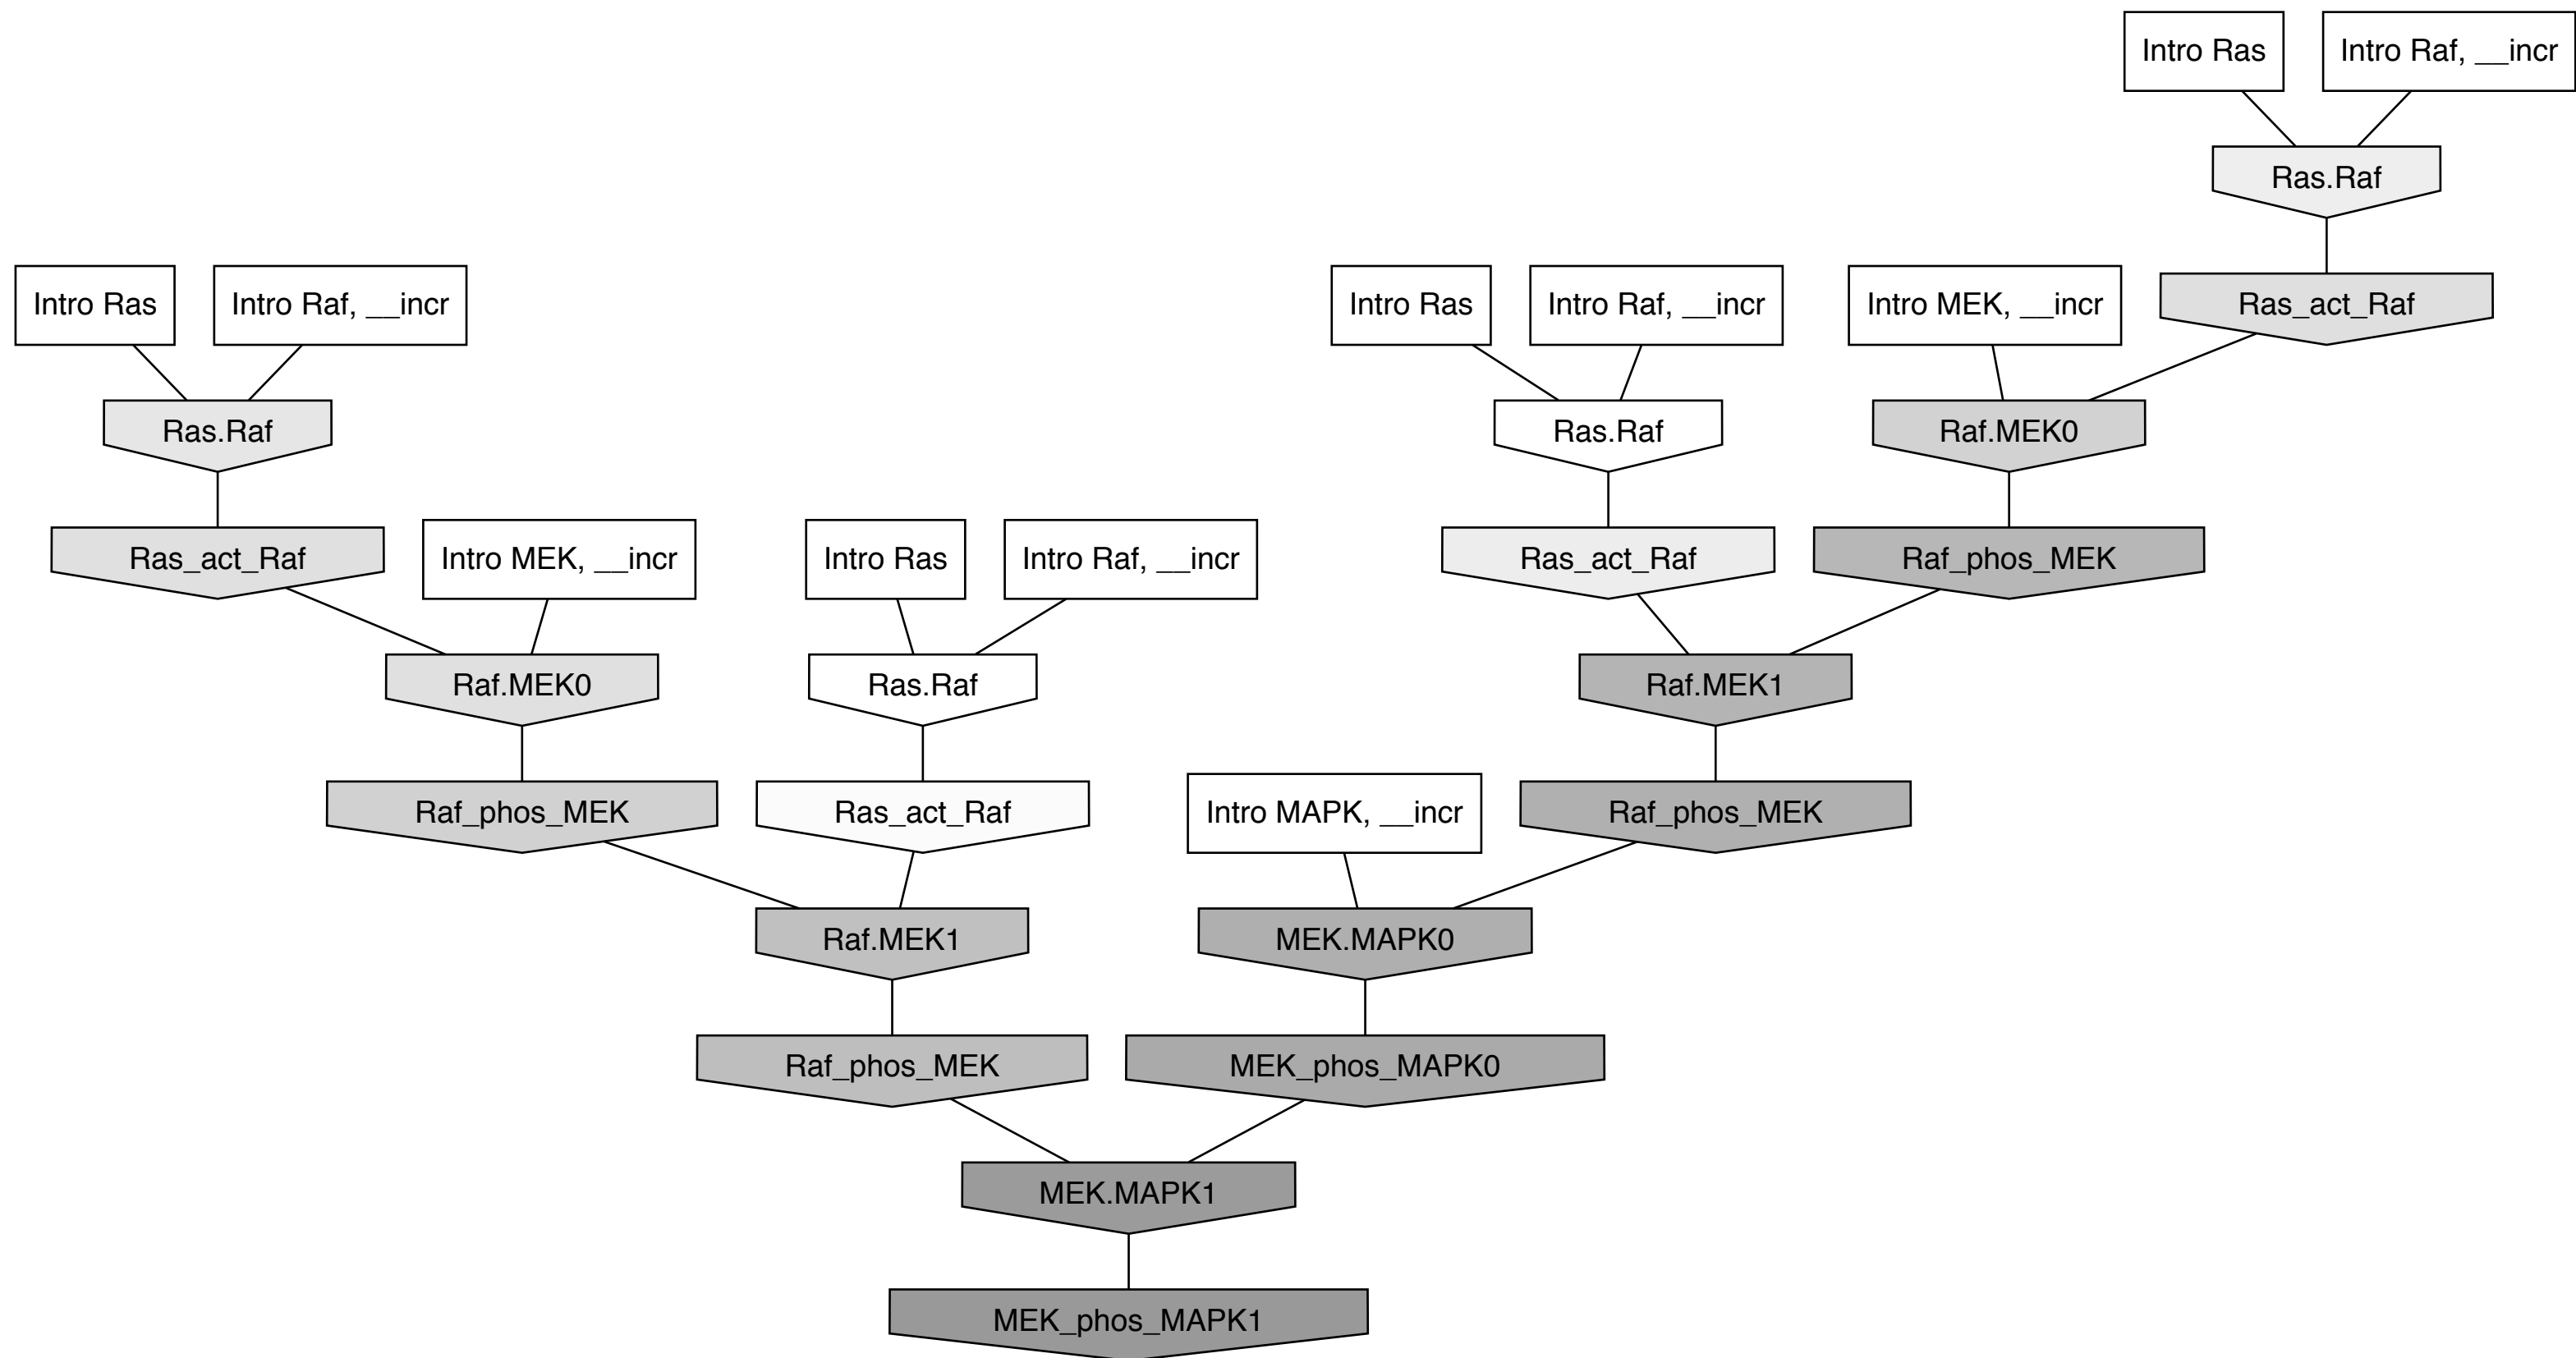 Intro Ras
Intro Raf, __incr
Ras.Raf
Intro Ras
Intro Raf, __incr
Intro Ras
Intro Raf, __incr
Intro MEK, __incr
Ras_act_Raf
Ras.Raf
Ras.Raf
Raf.MEK0
Ras_act_Raf
Intro MEK, __incr
Intro Ras
Intro Raf, __incr
Ras_act_Raf
Raf_phos_MEK
Raf.MEK0
Ras.Raf
Raf.MEK1
Raf_phos_MEK
Ras_act_Raf
Intro MAPK, __incr
Raf_phos_MEK
Raf.MEK1
MEK.MAPK0
Raf_phos_MEK
MEK_phos_MAPK0
MEK.MAPK1
MEK_phos_MAPK1